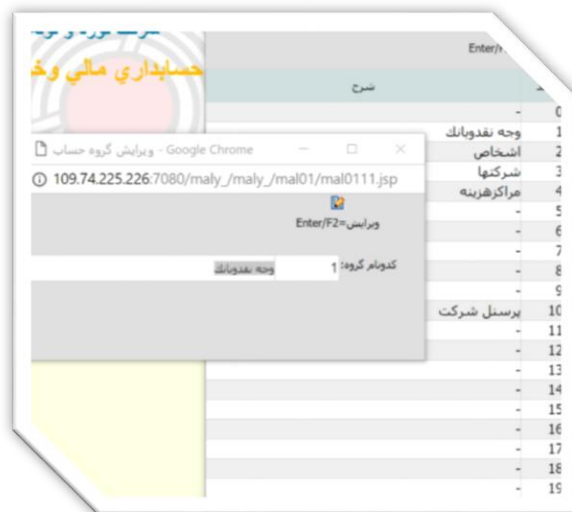 Enter/F
حسابداري مالي و
شرح
0 -
1 وجه نقدوبانك
2 اشخاص
3 شركتها
4 مراكزهزينه
5 -
6 -
7 -
8 -
9 -
10 پرسنل شركت
11 -
12 -
13 -
14 -
15 -
16 -
17 -
18 -
19 -
ويرايش گروه حساب - Google Chrome
109.74.225.226:7080/maly_/maly_/mal01/mal0111.jsp
ويرايش=Enter/F2
كدونام گروه: 1 وجه نقدوبانك